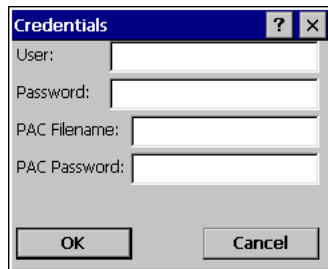 Credentials ? ×
User:
Password:
PAC Filename:
PAC Password:
OK Cancel